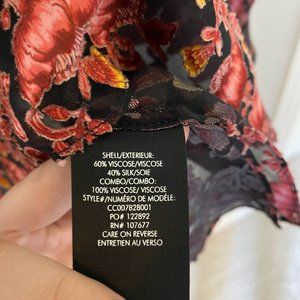 SHELL/EXTERIEUR:
60% VISCOSE/VISCOSE
40% SILK/SOIE
COMBO/COMBO:
100% VISCOSE/ VISCOSE
STYLE#/NUMÉRO DE MODÈLE:
CC007B2B001
PO# 122892
RN# 107677
CARE ON REVERSE
ENTRETIEN AU VERSO